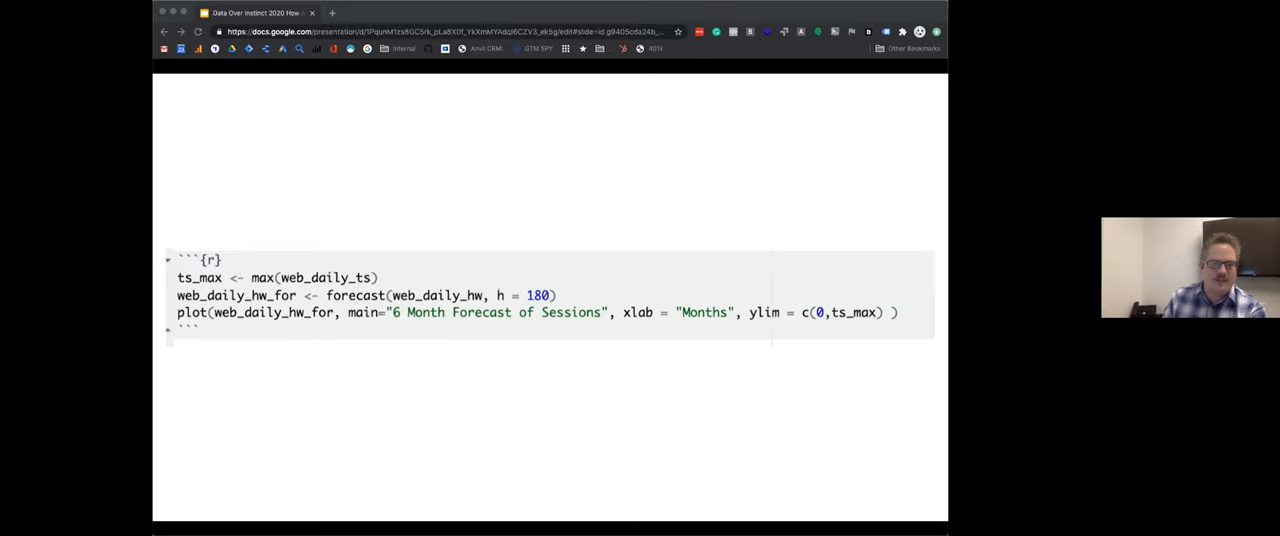 Data Over Instinct 2020 How A
https://docs.google.com/presentation/d/1PqunM1zs8GC5rk_pLa8X0f_YkXmMYAdqI6CZV3_ek5g/edit#slide=id.g9405cda24b_...
Internal Anvil CRM: GTM SPY 401k Other Bookmarks
```{r}
ts_max <- max(web_daily_ts)
web_daily_hw_for <- forecast(web_daily_hw, h = 180)
plot(web_daily_hw_for, main="6 Month Forecast of Sessions", xlab = "Months", ylim = c(0,ts_max) )
```